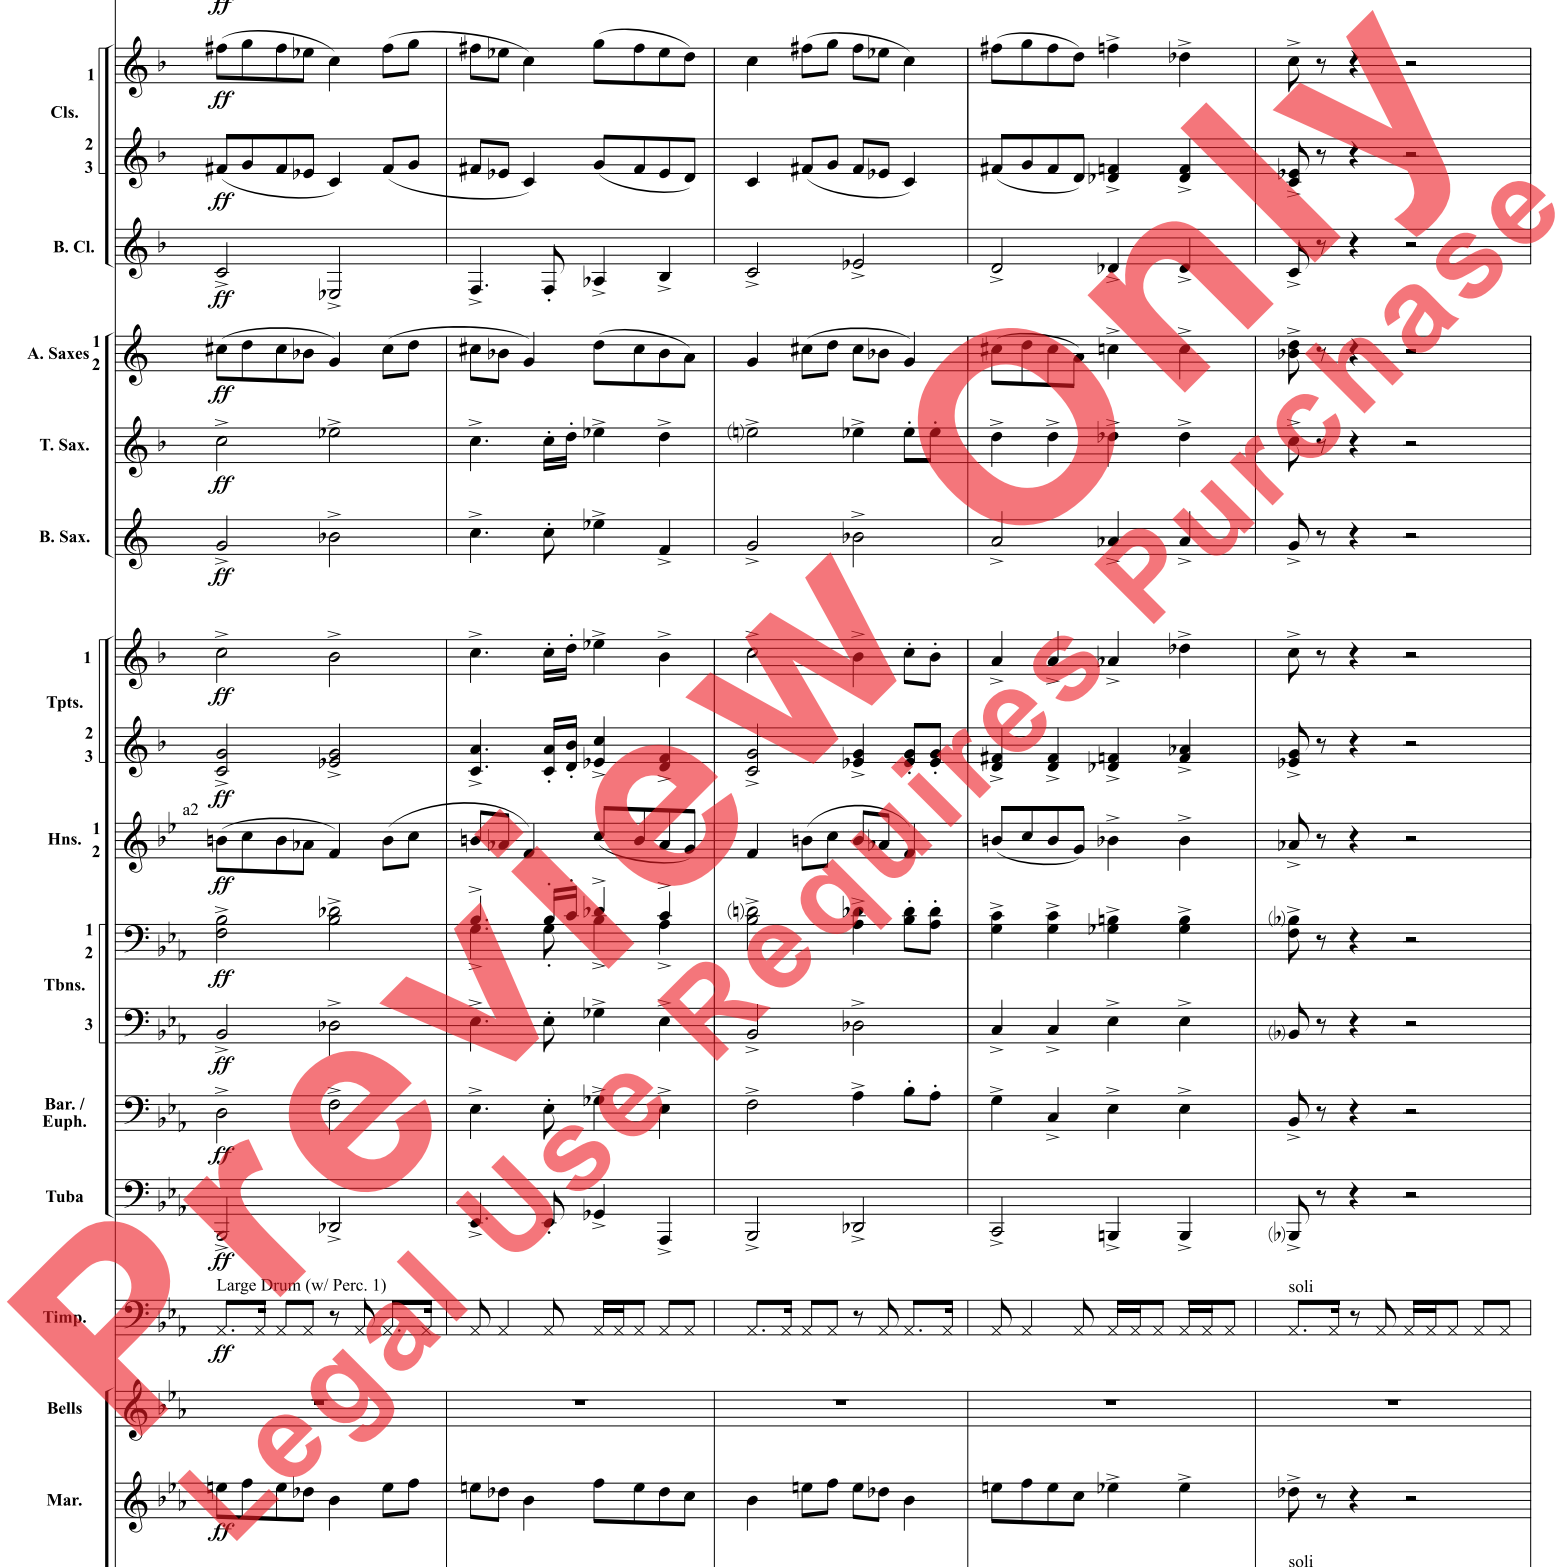 ff
1
Cls.
ff
2
3
ff
B. Cl.
ff
A. Saxes 1
2
ff
T. Sax.
ff
B. Sax.
ff
1
ff
Tpts.
2
3
ff
a2
Hns. 1
2
ff
1
2
ff
Tbns.
3
ff
Bar. /
Euph.
ff
Tuba
ff
Large Drum (w/ Perc. 1)
soli
Timp.
ff
Bells
Mar.
ff
soli
Preview Only
Legal Use Requires Purchase